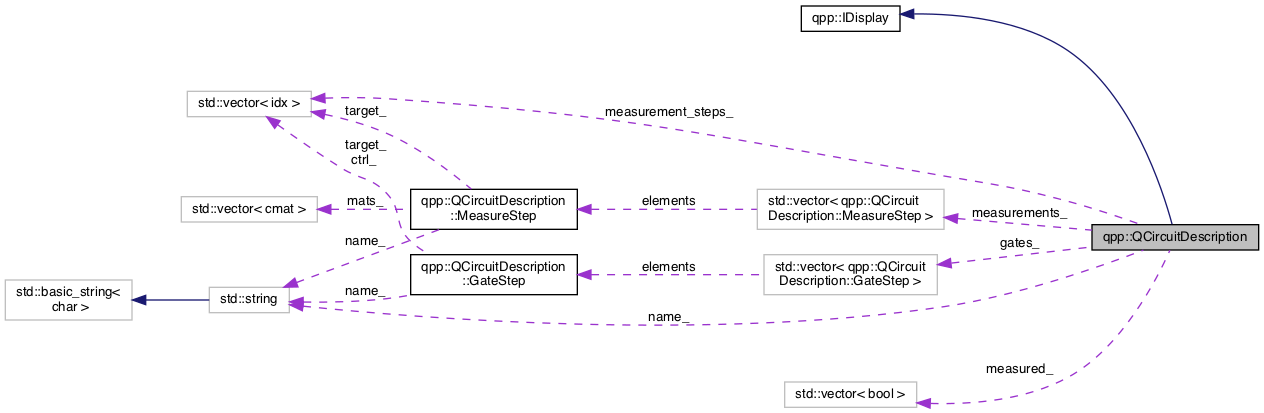 qpp::IDisplay
std::vector< idx >
target_
measurement_steps_
target_
ctrl_
std::vector< cmat >
mats_
qpp::QCircuitDescription
::MeasureStep
elements
std::vector< qpp::QCircuit
Description::MeasureStep >
measurements_
qpp::QCircuitDescription
name_
gates_
qpp::QCircuitDescription
::GateStep
elements
std::vector< qpp::QCircuit
Description::GateStep >
std::basic_string<
char >
std::string
name_
name_
measured_
std::vector< bool >